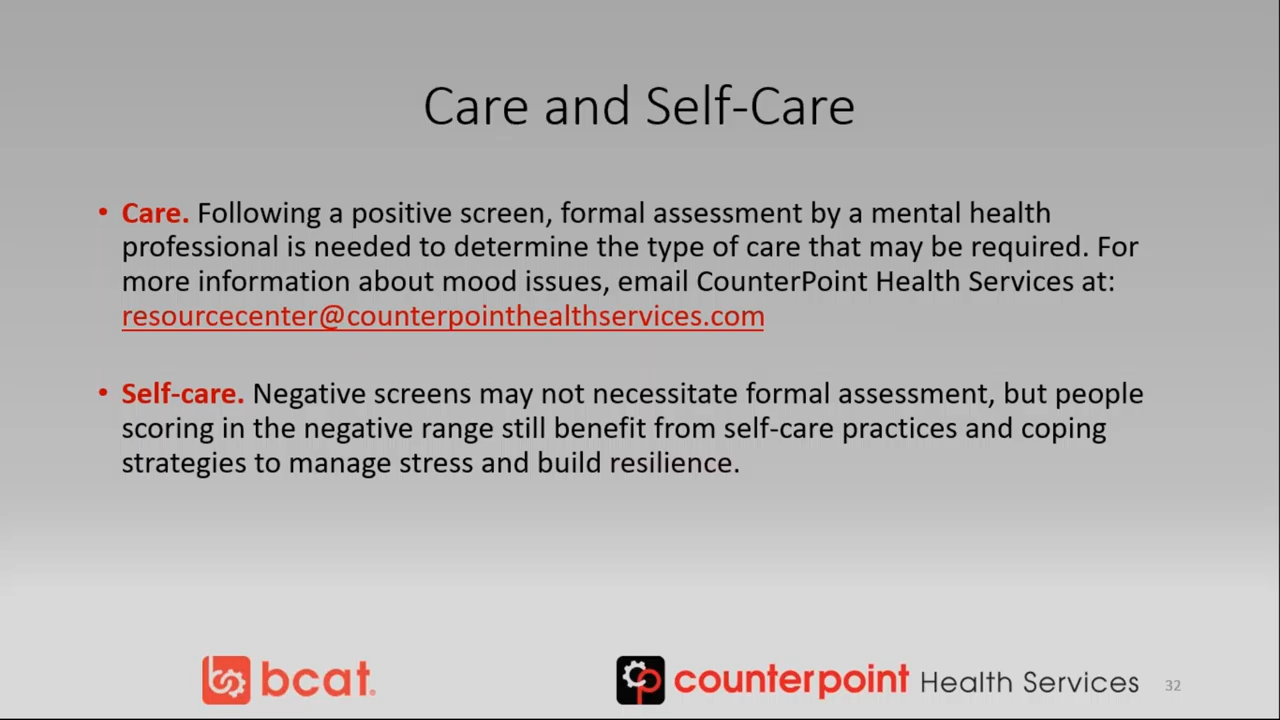 Care and Self-Care
• Care. Following a positive screen, formal assessment by a mental health
professional is needed to determine the type of care that may be required. For
more information about mood issues, email CounterPoint Health Services at:
resourcecenter@counterpointhealthservices.com
• Self-care. Negative screens may not necessitate formal assessment, but people
scoring in the negative range still benefit from self-care practices and coping
strategies to manage stress and build resilience.
bcat.
counterpoint Health Services
32